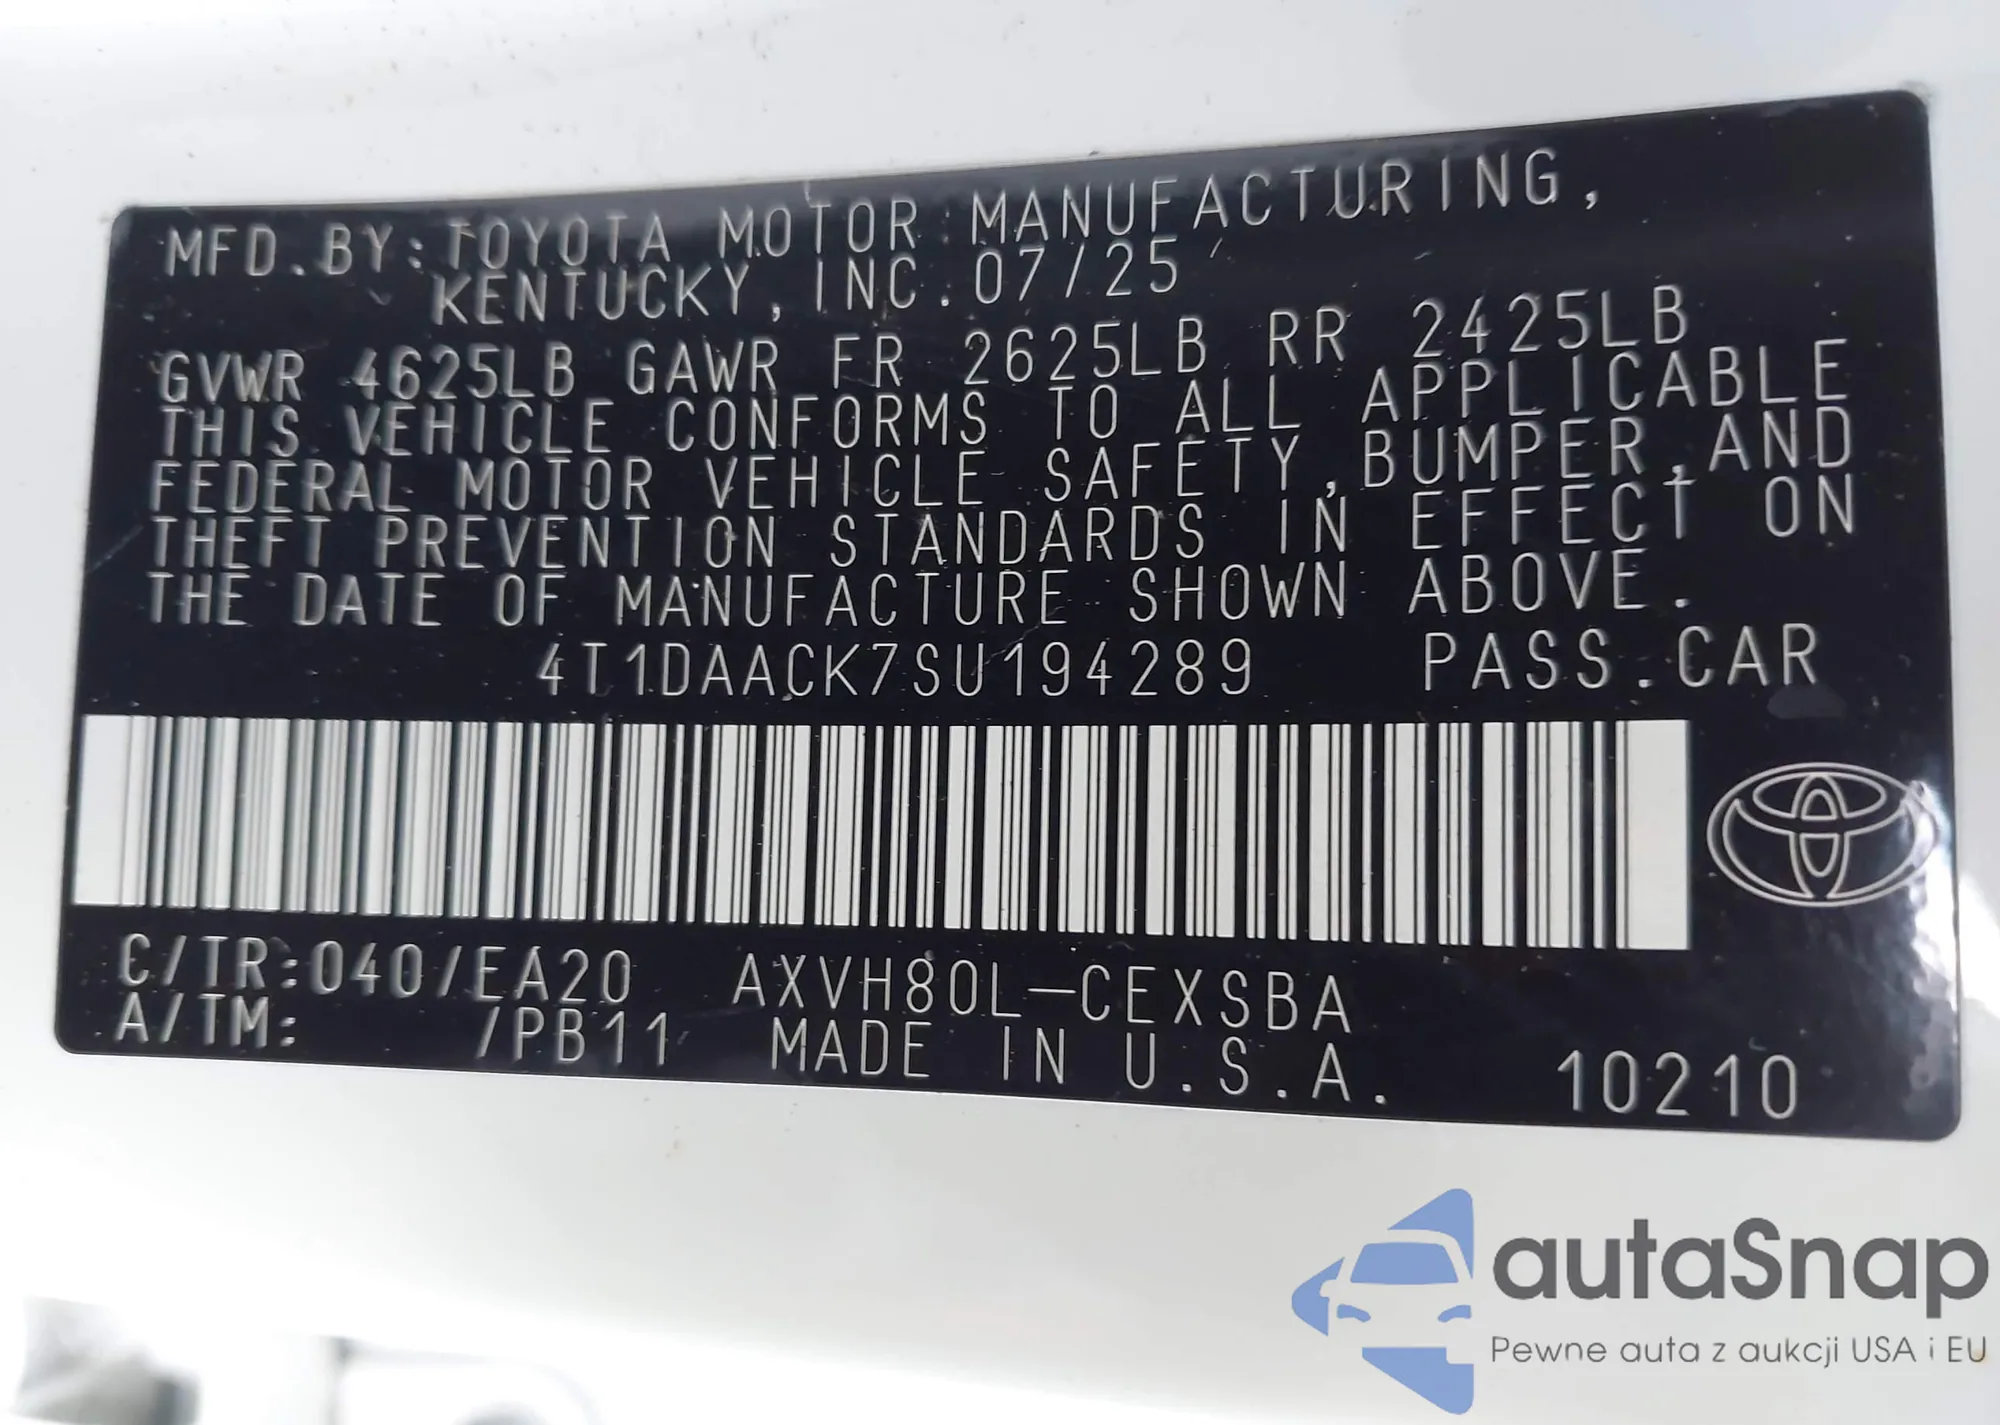 MFD.BY:TOYOTA MOTOR MANUFACTURING,
KENTUCKY, INC. 07/25
GVWR 4625LB GAWR FR 2625LB RR 2425LB
THIS VEHICLE CONFORMS TO ALL APPLICABLE
FEDERAL MOTOR VEHICLE SAFETY, BUMPER, AND
THEFT PREVENTION STANDARDS IN EFFECT ON
THE DATE OF MANUFACTURE SHOWN ABOVE.
4T1DAACK7SU194289 PASS.CAR
C/TR:040/EA20 AXVH80L-CEXSBA
A/TM: /PB11 MADE IN U.S.A. 10210
autaSnap
Pewne auta z aukcji USA i EU